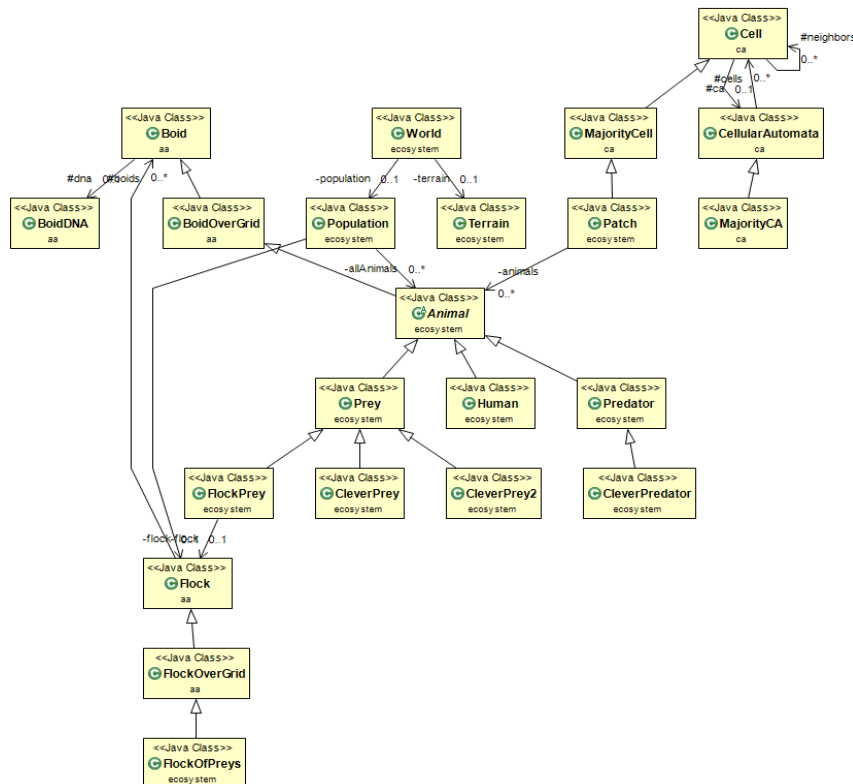 <<Java Class>>
Cell
ca
#neighbors
0..*
#cells
0..*
#ca
0..1
<<Java Class>>
Boid
aa
<<Java Class>>
World
ecosystem
<<Java Class>>
MajorityCell
ca
<<Java Class>>
CellularAutomata
ca
#dna
#boids
0..*
-population
0..1
-terrain
0..1
<<Java Class>>
BoidDNA
aa
<<Java Class>>
BoidOverGrid
aa
<<Java Class>>
Population
ecosystem
<<Java Class>>
Terrain
ecosystem
<<Java Class>>
Patch
ecosystem
<<Java Class>>
MajorityCA
ca
-allAnimals
0..*
-animals
0..*
<<Java Class>>
Animal
ecosystem
<<Java Class>>
Prey
ecosystem
<<Java Class>>
Human
ecosystem
<<Java Class>>
Predator
ecosystem
<<Java Class>>
FlockPrey
ecosystem
<<Java Class>>
CleverPrey
ecosystem
<<Java Class>>
CleverPrey2
ecosystem
<<Java Class>>
CleverPredator
ecosystem
-flock
-flock
0..1
<<Java Class>>
Flock
aa
<<Java Class>>
FlockOverGrid
aa
<<Java Class>>
FlockOfPreys
ecosystem